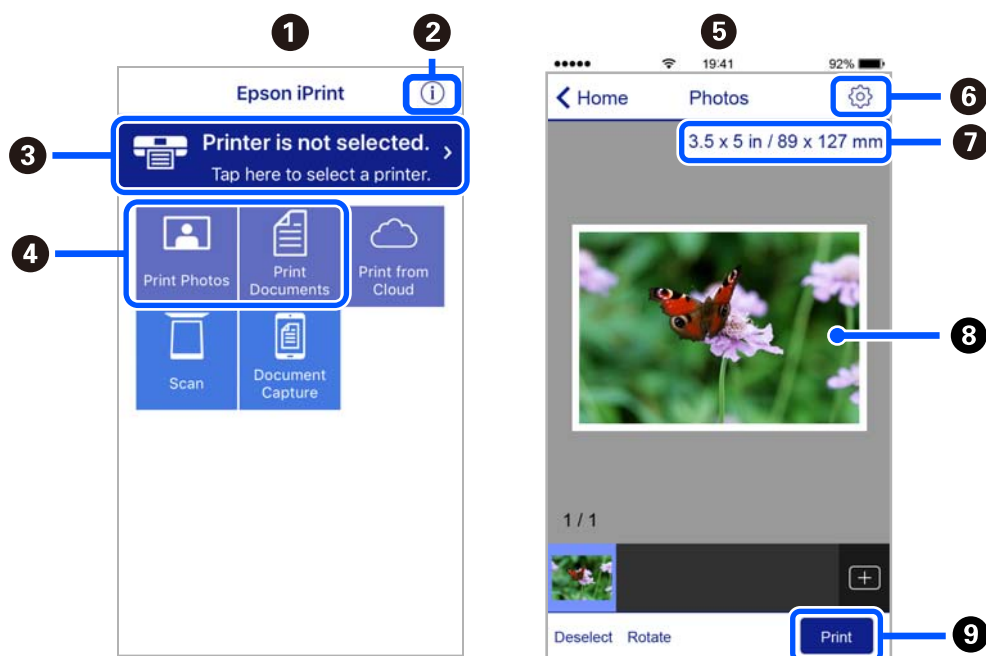 1
2
Epson iPrint
3
Printer is not selected.
Tap here to select a printer.
4
Print Photos
Print
Documents
Print from
Cloud
Scan
Document
Capture
5
19:41
92%
Home
Photos
6
3.5 x 5 in / 89 x 127 mm
7
8
1 / 1
Deselect
Rotate
Print
9